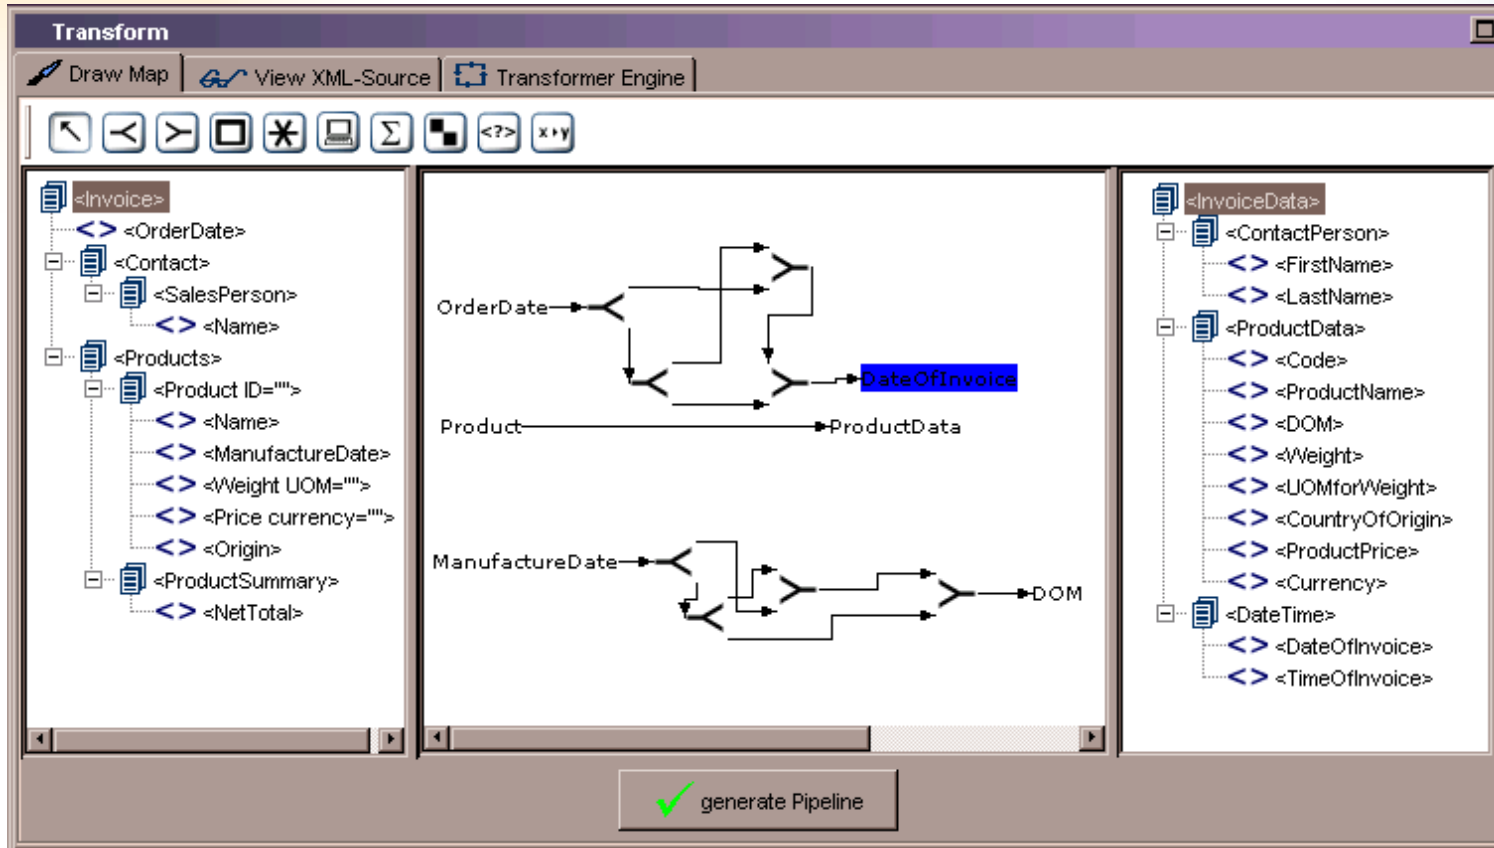 Transform
Draw Map
View XML-Source
Transformer Engine
Σ
<?>
x y
<Invoice>
<> <OrderDate>
<Contact>
<SalesPerson>
<> <Name>
<Products>
<Product ID="">
<> <Name>
<> <ManufactureDate>
<> <Weight UOM="">
<> <Price currency="">
<> <Origin>
<ProductSummary>
<> <NetTotal>
OrderDate
DateOfInvoice
Product
ProductData
ManufactureDate
DOM
<InvoiceData>
<ContactPerson>
<> <FirstName>
<> <LastName>
<ProductData>
<> <Code>
<> <ProductName>
<> <DOM>
<> <Weight>
<> <UOMforWeight>
<> <CountryOfOrigin>
<> <ProductPrice>
<> <Currency>
<DateTime>
<> <DateOfInvoice>
<> <TimeOfInvoice>
generate Pipeline